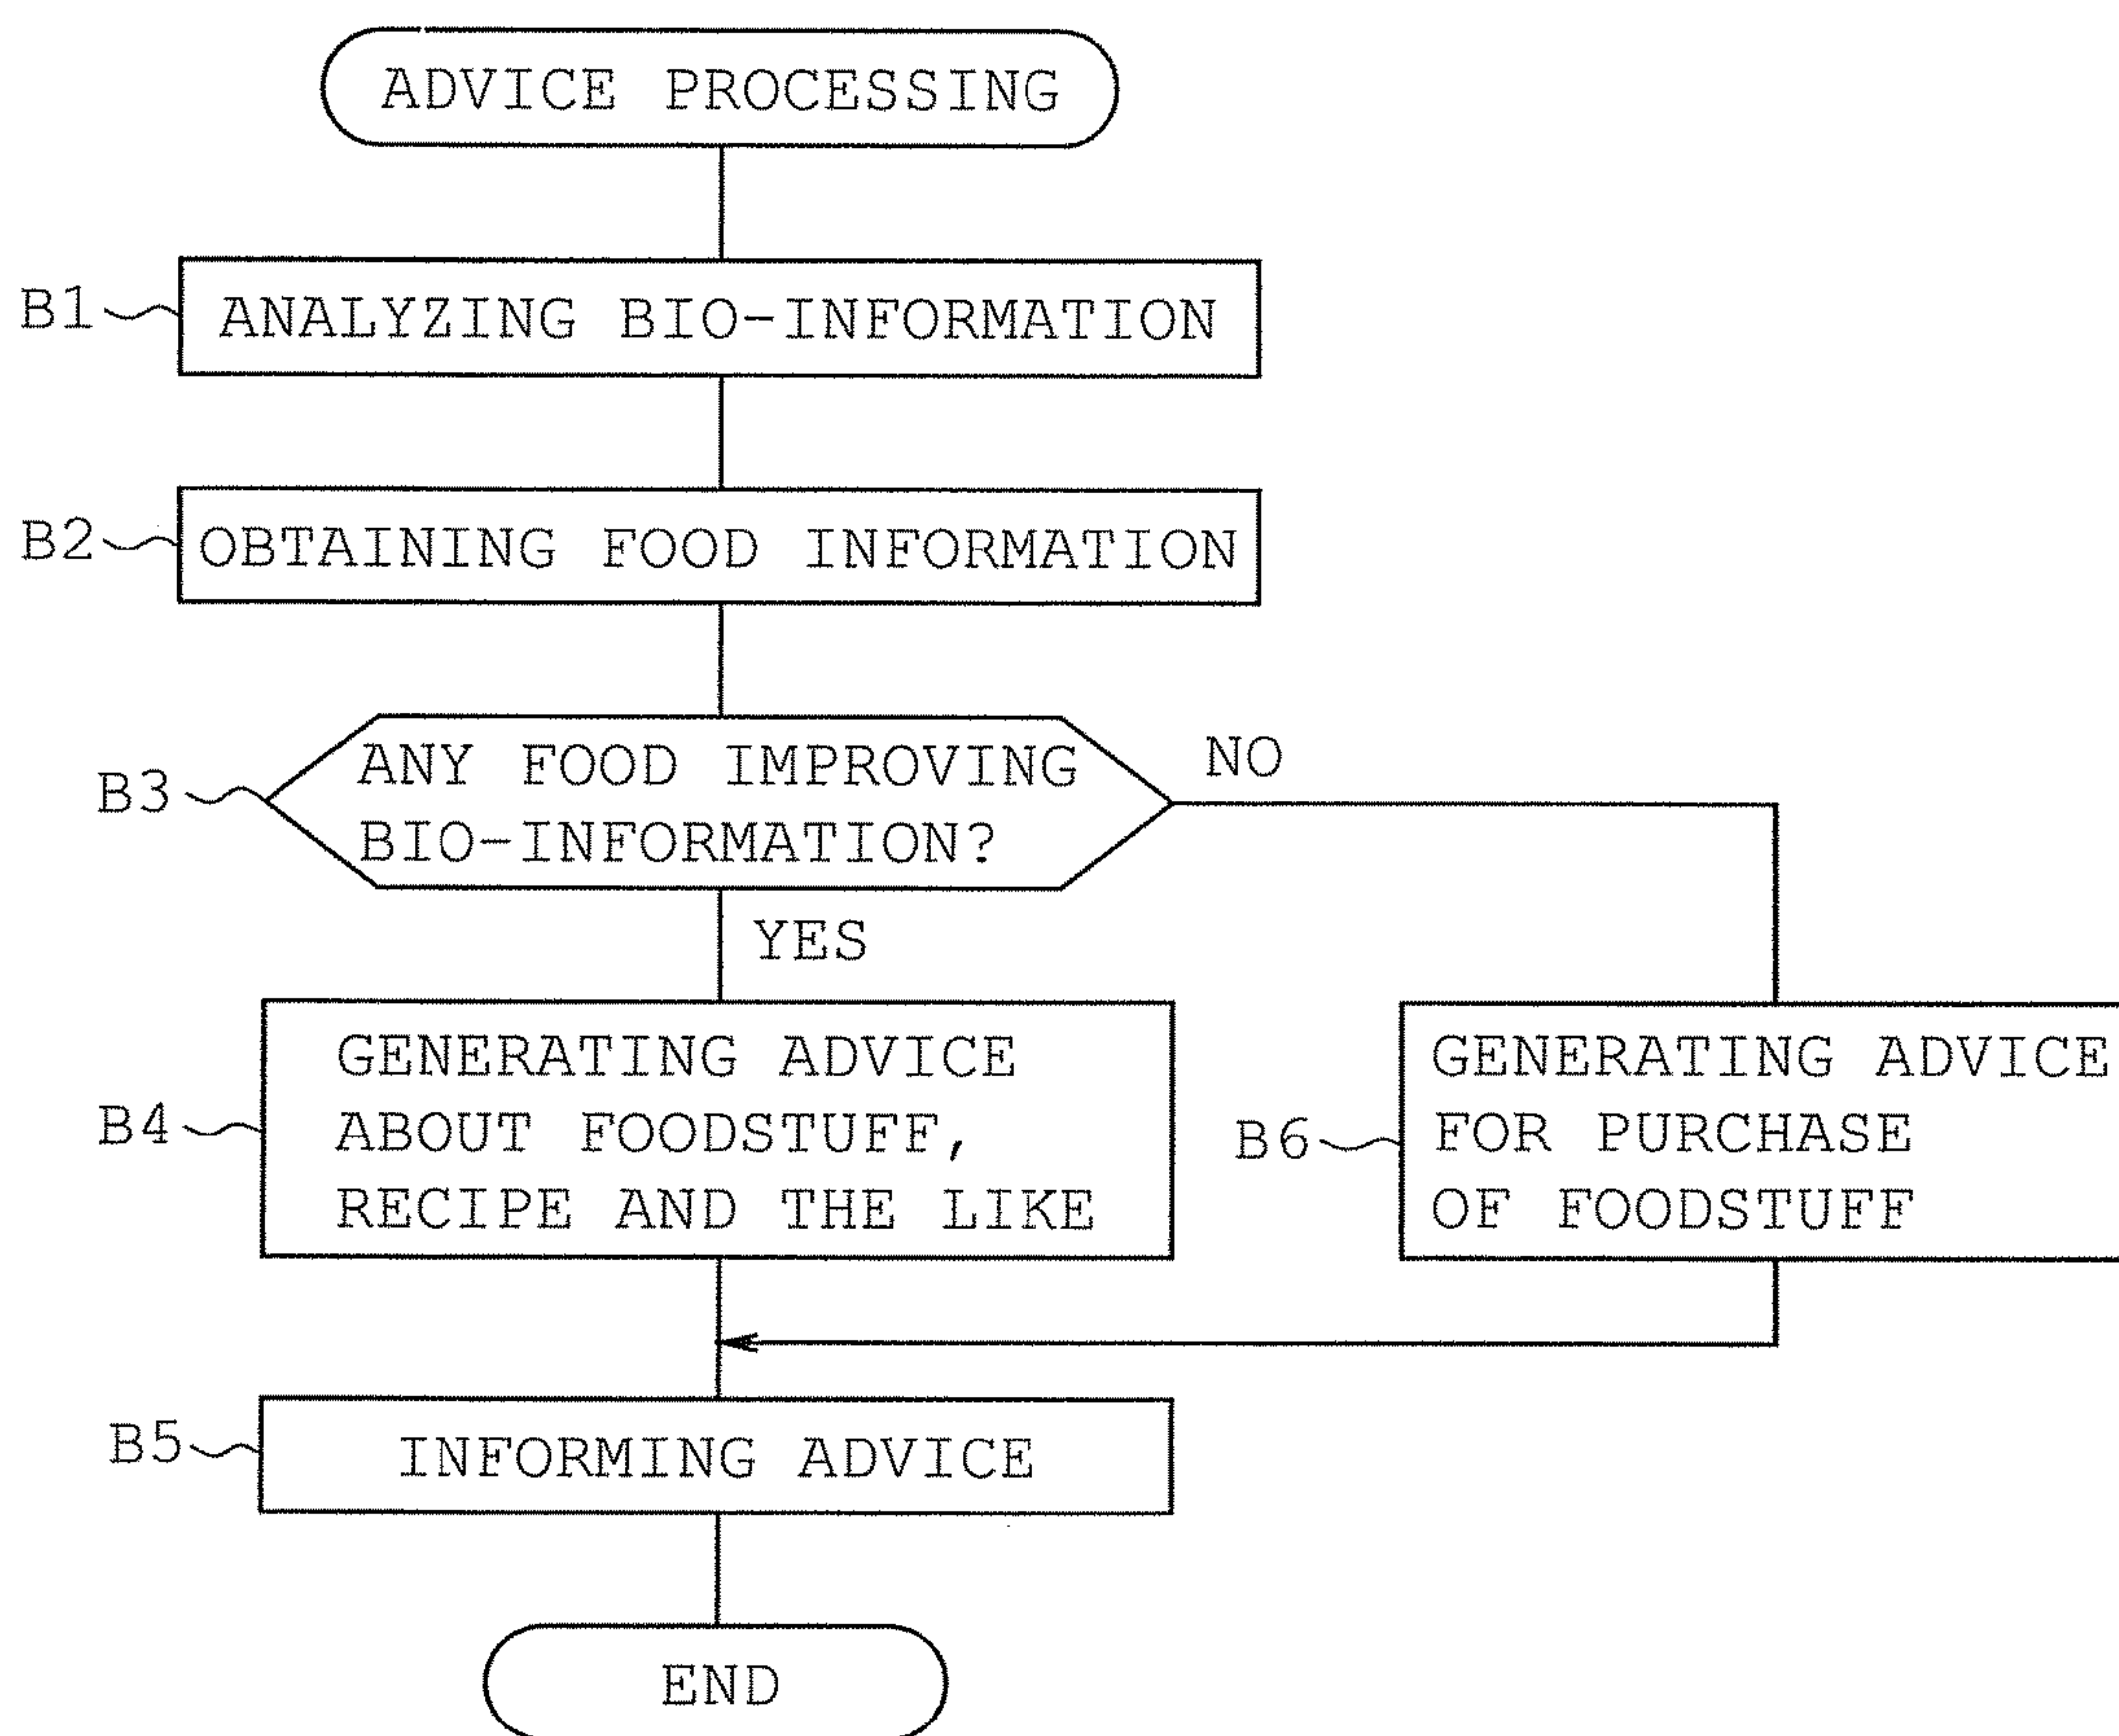 ADVICE PROCESSING
B1
ANALYZING BIO-INFORMATION
B2
OBTAINING FOOD INFORMATION
B3
ANY FOOD IMPROVING
BIO-INFORMATION?
NO
YES
B4
GENERATING ADVICE
ABOUT FOODSTUFF,
RECIPE AND THE LIKE
B6
GENERATING ADVICE
FOR PURCHASE
OF FOODSTUFF
B5
INFORMING ADVICE
END